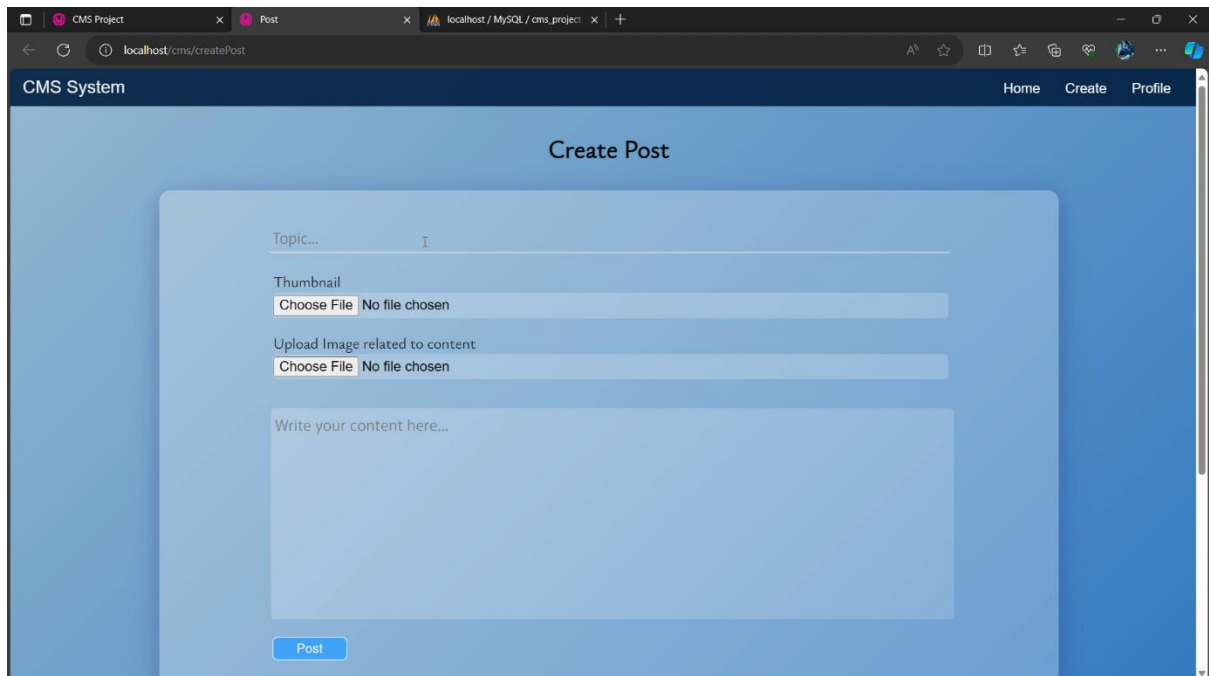 CMS Project
Post
localhost / MySQL / cms_project
localhost/cms/createPost
CMS System
Home Create Profile
Create Post
Topic...
Thumbnail
Choose File No file chosen
Upload Image related to content
Choose File No file chosen
Write your content here...
Post